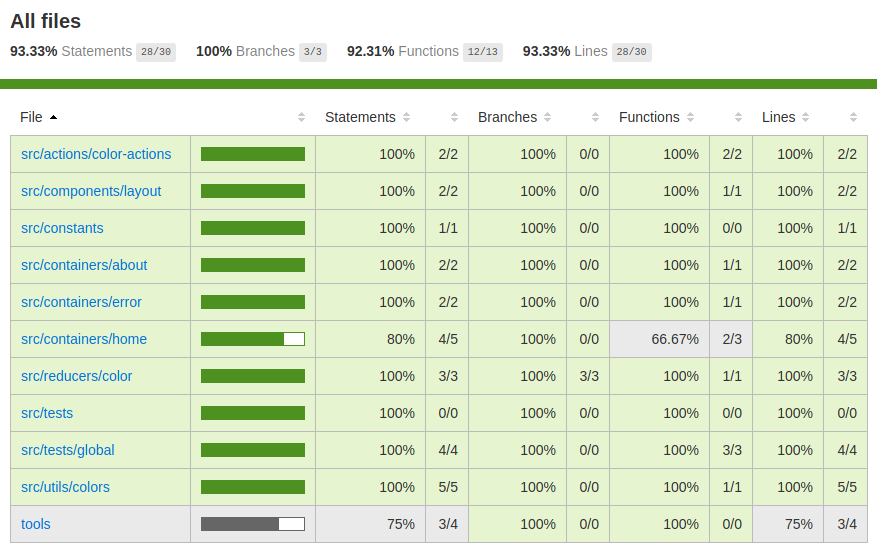 All files
93.33% Statements 28/30 100% Branches 3/3 92.31% Functions 12/13 93.33% Lines 28/30
File Statements Branches Functions Lines
src/actions/color-actions 100% 2/2 100% 0/0 100% 2/2 100% 2/2
src/components/layout 100% 2/2 100% 0/0 100% 1/1 100% 2/2
src/constants 100% 1/1 100% 0/0 100% 0/0 100% 1/1
src/containers/about 100% 2/2 100% 0/0 100% 1/1 100% 2/2
src/containers/error 100% 2/2 100% 0/0 100% 1/1 100% 2/2
src/containers/home 80% 4/5 100% 0/0 66.67% 2/3 80% 4/5
src/reducers/color 100% 3/3 100% 3/3 100% 1/1 100% 3/3
src/tests 100% 0/0 100% 0/0 100% 0/0 100% 0/0
src/tests/global 100% 4/4 100% 0/0 100% 3/3 100% 4/4
src/utils/colors 100% 5/5 100% 0/0 100% 1/1 100% 5/5
tools 75% 3/4 100% 0/0 100% 0/0 75% 3/4